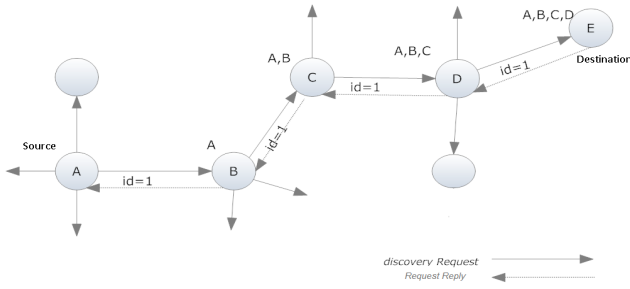 A,B,C,D
E
Destination
A,B,C
A,B
C
D
id=1
id=1
id=1
Source
A
A
B
id=1
discovery Request
Request Reply